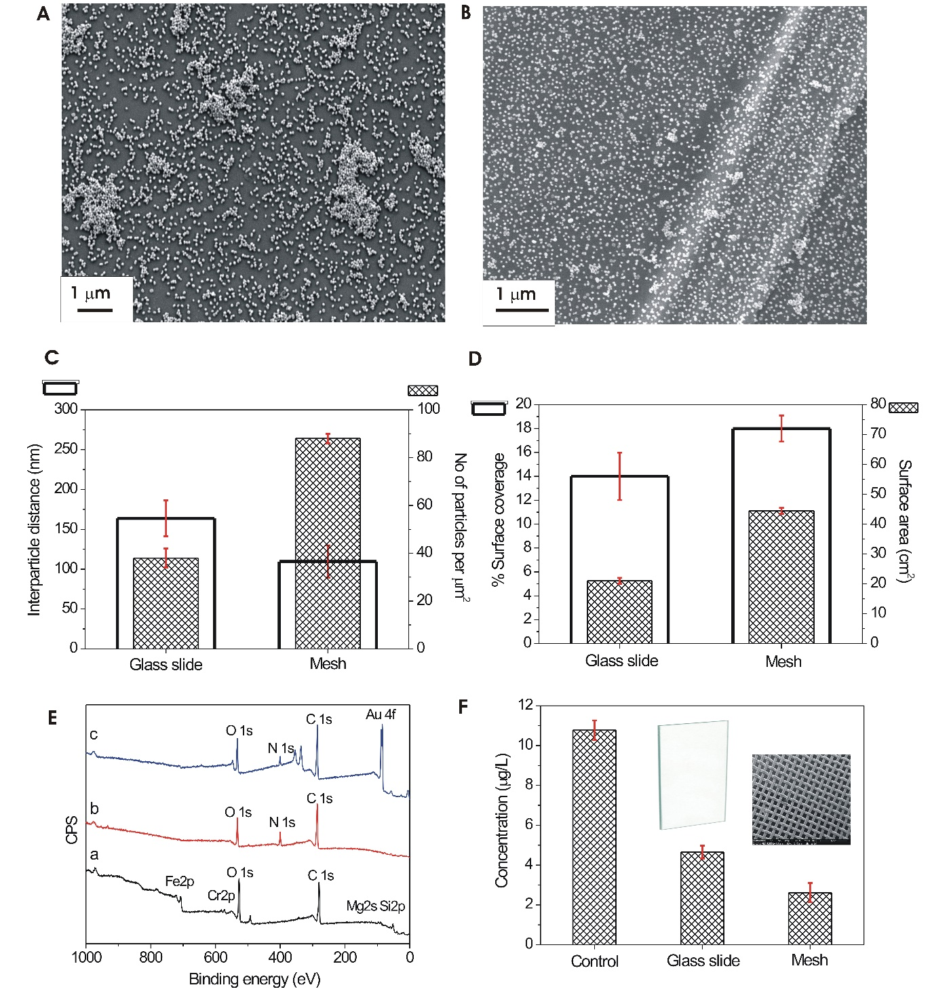 A
B
1 μm
1 μm
C
D
300
250
200
150
100
50
0
Interparticle distance (nm)
100
80
60
40
20
0
No of particles per μm²
Glass slide
Mesh
20
18
16
14
12
10
8
6
4
2
0
% Surface coverage
80
70
60
50
40
30
20
10
0
Surface area (cm²)
Glass slide
Mesh
E
CPS
c
O 1s
N 1s
C 1s
Au 4f
b
O 1s
N 1s
C 1s
a
Fe2p
Cr2p
O 1s
C 1s
Mg2s Si2p
1000
800
600
400
200
0
Binding energy (eV)
F
12
10
8
6
4
2
0
Concentration (μg/L)
Control
Glass slide
Mesh